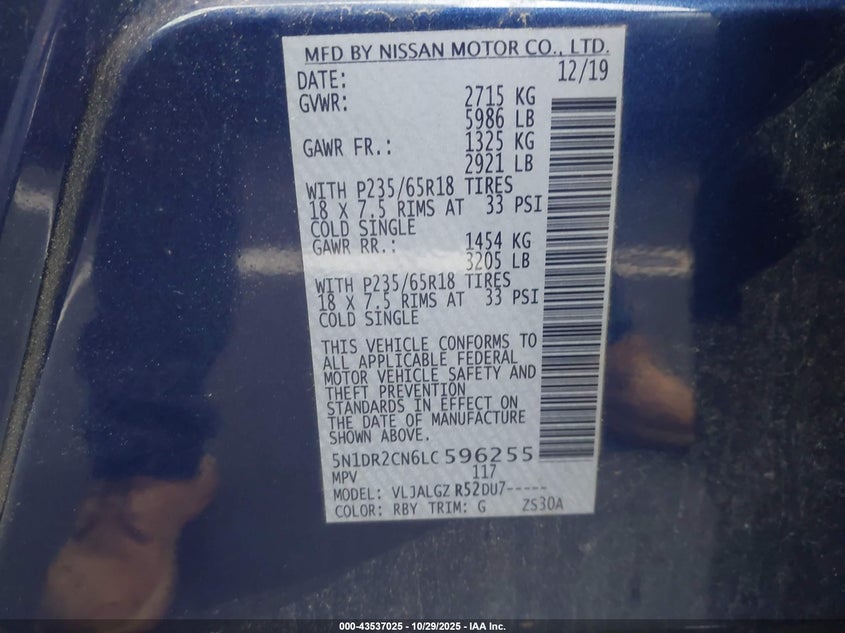 MFD BY NISSAN MOTOR CO., LTD.
DATE: 12/19
GVWR: 2715 KG
5986 LB
GAWR FR.: 1325 KG
2921 LB
WITH P235/65R18 TIRES
18 X 7.5 RIMS AT 33 PSI
COLD SINGLE
GAWR RR.: 1454 KG
3205 LB
WITH P235/65R18 TIRES
18 X 7.5 RIMS AT 33 PSI
COLD SINGLE
THIS VEHICLE CONFORMS TO
ALL APPLICABLE FEDERAL
MOTOR VEHICLE SAFETY AND
THEFT PREVENTION
STANDARDS IN EFFECT ON
THE DATE OF MANUFACTURE
SHOWN ABOVE.
5N1DR2CN6LC 596255
MPV 117
MODEL: VLJALGZ R52DU7-----
COLOR: RBY TRIM: G ZS30A
000-43537025 - 10/29/2025 - IAA Inc.